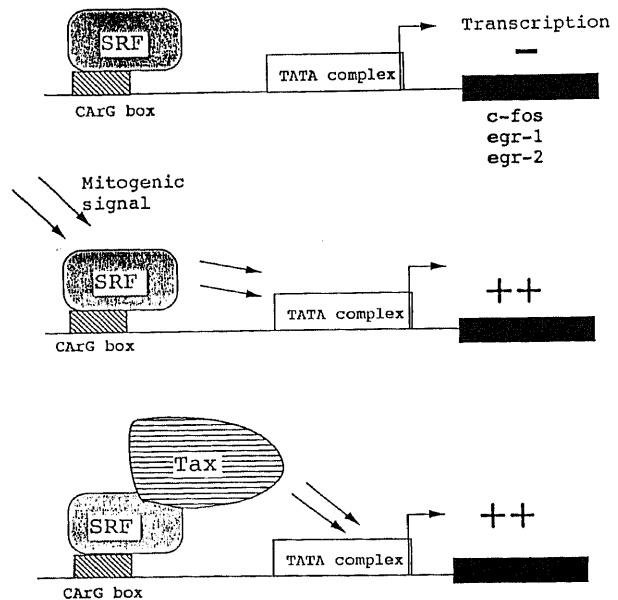 Transcription
SRF
−
TATA complex
CArG box
c-fos
egr-1
egr-2
Mitogenic
signal
SRF
++
TATA complex
CArG box
Tax
SRF
++
TATA complex
CArG box